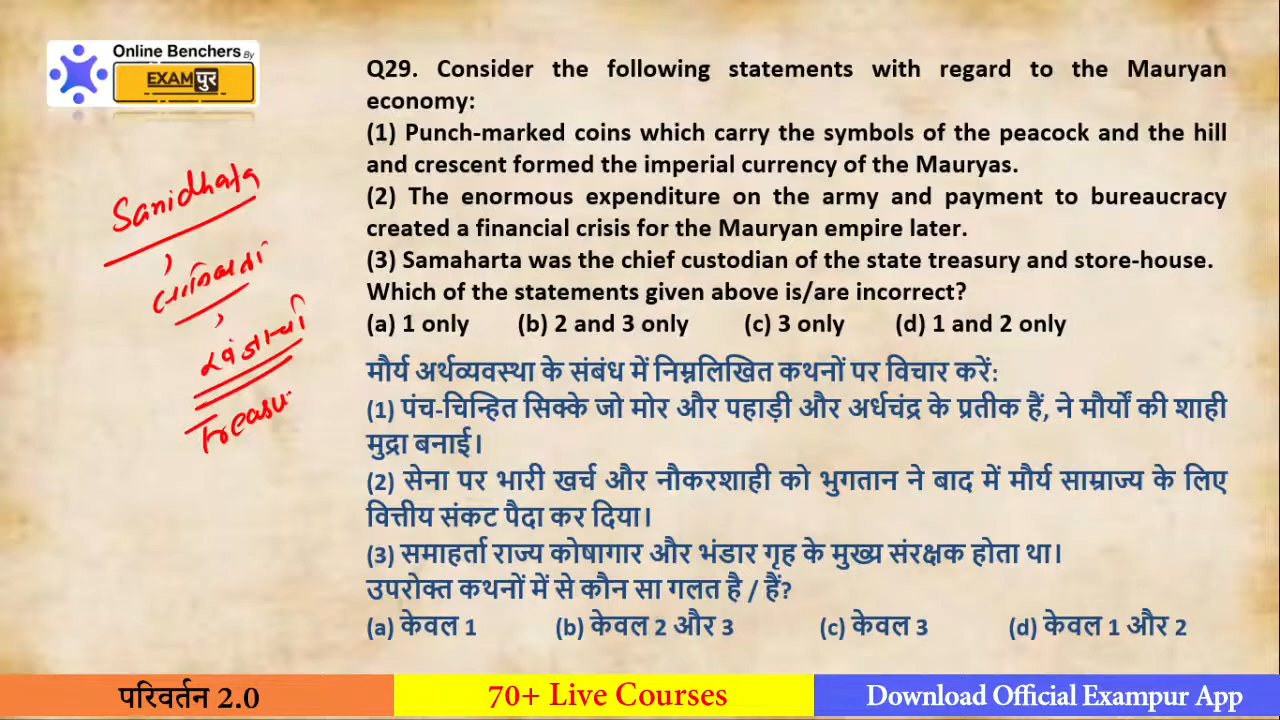 Online Benchers By
EXAMपुर
Q29. Consider the following statements with regard to the Mauryan
economy:
(1) Punch-marked coins which carry the symbols of the peacock and the hill
and crescent formed the imperial currency of the Mauryas.
(2) The enormous expenditure on the army and payment to bureaucracy
created a financial crisis for the Mauryan empire later.
(3) Samaharta was the chief custodian of the state treasury and store-house.
Which of the statements given above is/are incorrect?
(a) 1 only (b) 2 and 3 only (c) 3 only (d) 1 and 2 only
Sanidhata
Treasu
मौर्य अर्थव्यवस्था के संबंध में निम्नलिखित कथनों पर विचार करें:
(1) पंच-चिन्हित सिक्के जो मोर और पहाड़ी और अर्धचंद्र के प्रतीक हैं, ने मौर्यों की शाही
मुद्रा बनाई।
(2) सेना पर भारी खर्च और नौकरशाही को भुगतान ने बाद में मौर्य साम्राज्य के लिए
वित्तीय संकट पैदा कर दिया।
(3) समाहर्ता राज्य कोषागार और भंडार गृह के मुख्य संरक्षक होता था।
उपरोक्त कथनों में से कौन सा गलत है / हैं?
(a) केवल 1 (b) केवल 2 और 3 (c) केवल 3 (d) केवल 1 और 2
परिवर्तन 2.0 70+ Live Courses Download Official Exampur App